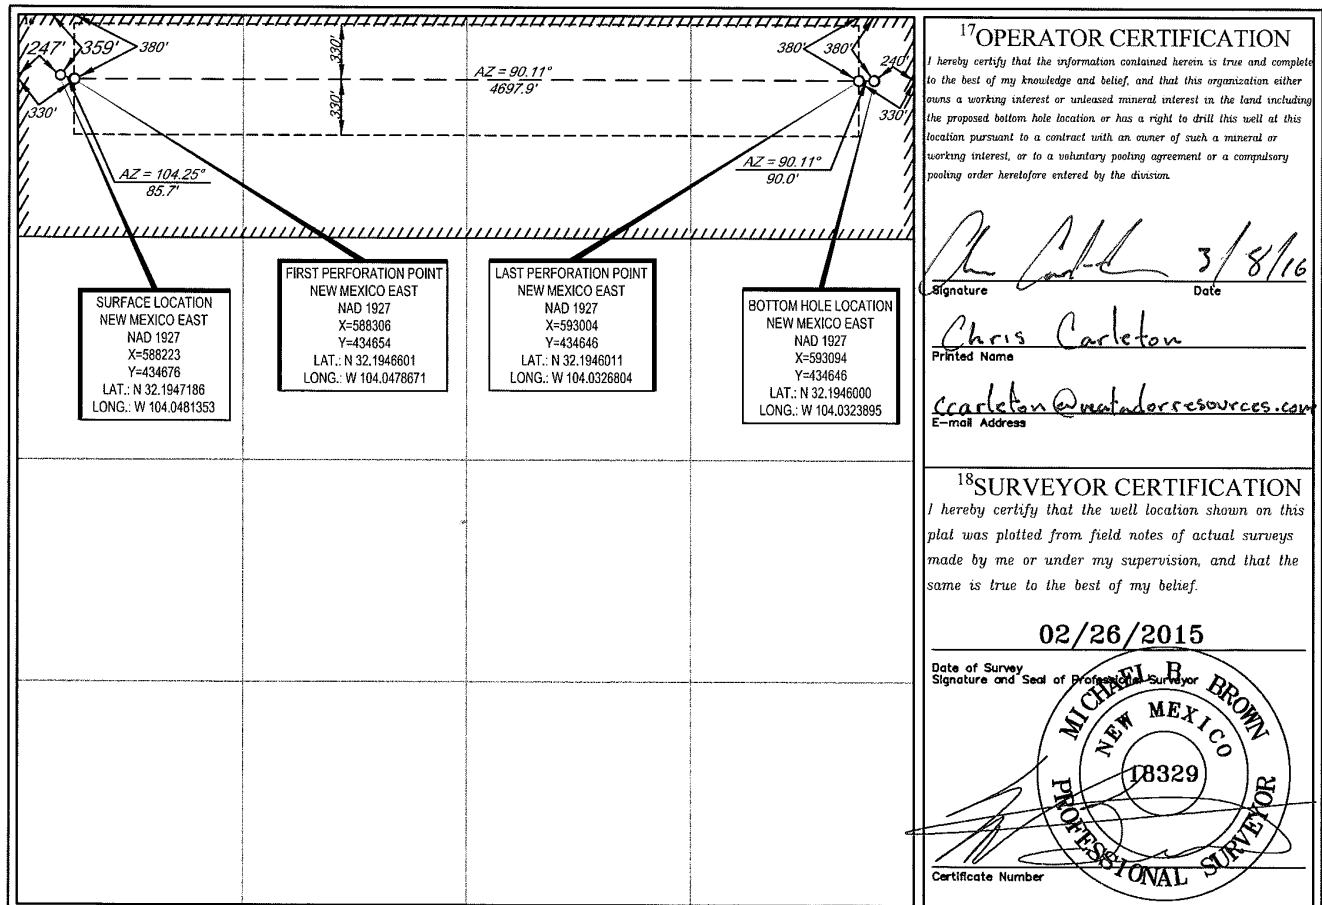 247' 359' 380' 330' 380' 380' 240'
AZ = 90.11°
4697.9'
330' 330' 330'
AZ = 104.25°
85.7'
AZ = 90.11°
90.0'
SURFACE LOCATION
NEW MEXICO EAST
NAD 1927
X=588223
Y=434676
LAT.: N 32.1947186
LONG.: W 104.0481353
FIRST PERFORATION POINT
NEW MEXICO EAST
NAD 1927
X=588306
Y=434654
LAT.: N 32.1946601
LONG.: W 104.0478671
LAST PERFORATION POINT
NEW MEXICO EAST
NAD 1927
X=593004
Y=434646
LAT.: N 32.1946011
LONG.: W 104.0326804
BOTTOM HOLE LOCATION
NEW MEXICO EAST
NAD 1927
X=593094
Y=434646
LAT.: N 32.1946000
LONG.: W 104.0323895
17OPERATOR CERTIFICATION
I hereby certify that the information contained herein is true and complete
to the best of my knowledge and belief, and that this organization either
owns a working interest or unleased mineral interest in the land including
the proposed bottom hole location or has a right to drill this well at this
location pursuant to a contract with an owner of such a mineral or
working interest, or to a voluntary pooling agreement or a compulsory
pooling order heretofore entered by the division.
3/8/16
Signature Date
Chris Carleton
Printed Name
ccarleton@matadorresources.com
E-mail Address
18SURVEYOR CERTIFICATION
I hereby certify that the well location shown on this
plat was plotted from field notes of actual surveys
made by me or under my supervision, and that the
same is true to the best of my belief.
02/26/2015
Date of Survey
Signature and Seal of Professional Surveyor
MICHAEL B. BROWN
NEW MEXICO
18329
PROFESSIONAL SURVEYOR
Certificate Number